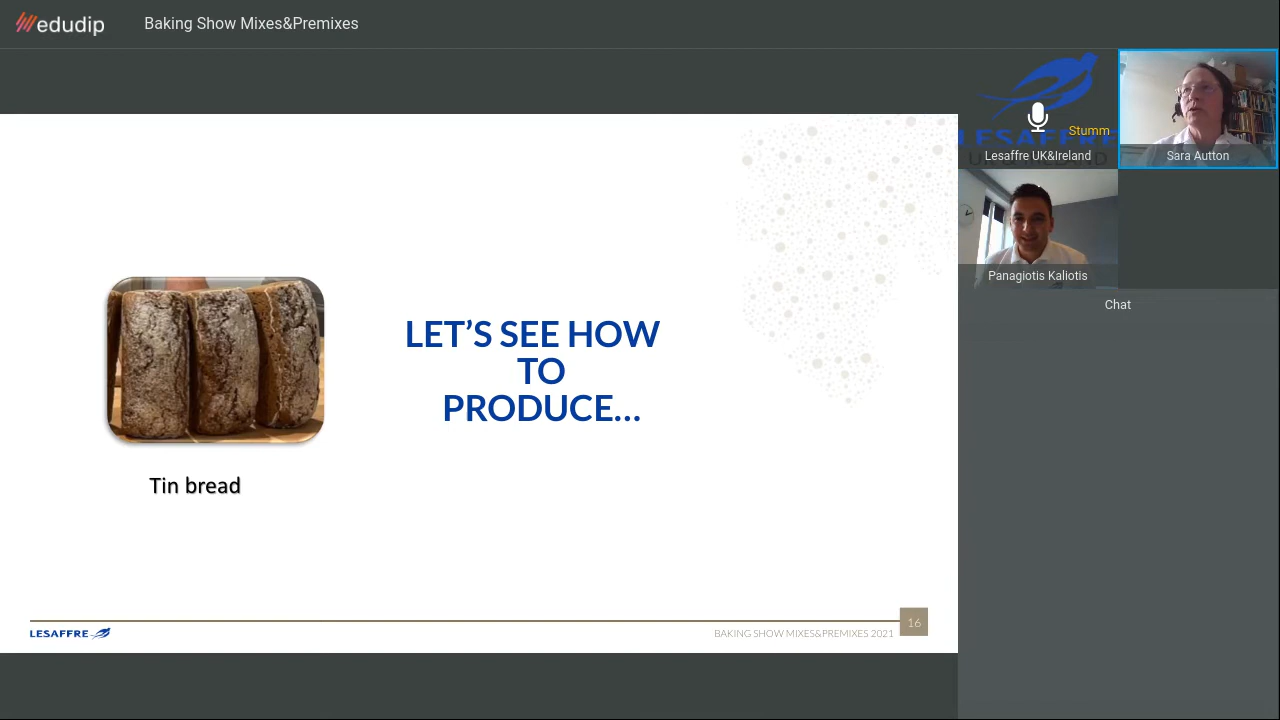 edudip
Baking Show Mixes&Premixes
LESAFFRE
Stumm
Lesaffre UK&Ireland
Sara Autton
Panagiotis Kaliotis
Chat
LET’S SEE HOW
TO
PRODUCE...
Tin bread
LESAFFRE
BAKING SHOW MIXES&PREMIXES 2021
16